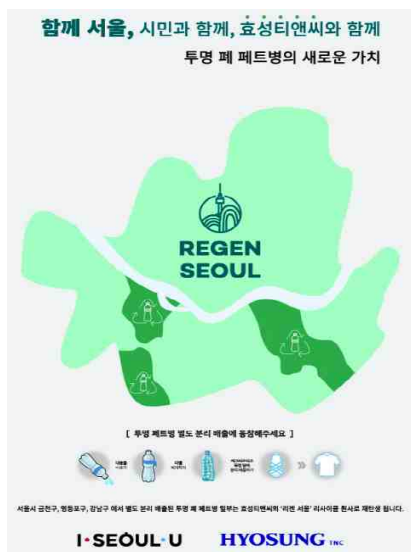 함께 서울, 시민과 함께, 효성티앤씨와 함께
투명 폐 페트병의 새로운 가치
REGEN
SEOUL
[ 투명 페트병 별도 분리 배출에 동참해주세요 ]
서울시 금천구, 영등포구, 강남구 에서 별도 분리 배출된 투명 폐 페트병 일부는 효성티앤씨의 '리젠 서울' 리사이클 원사로 재탄생 됩니다.
I·SEOUL·U HYOSUNG TNC